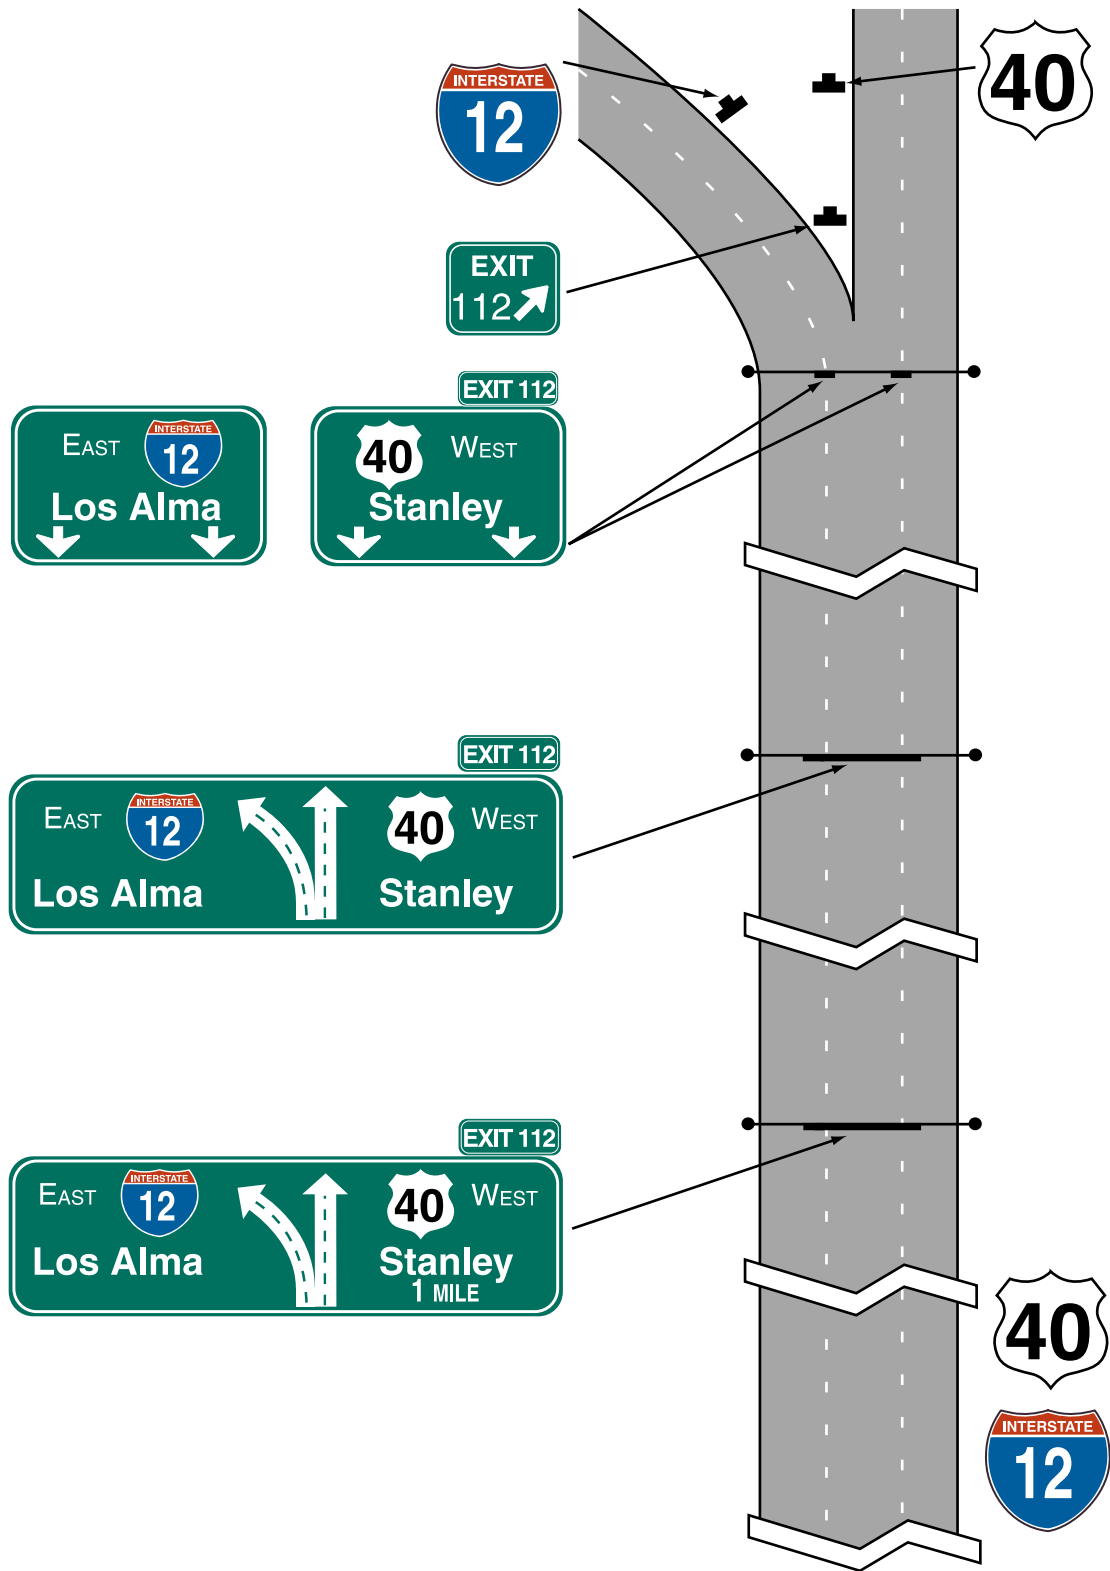 INTERSTATE
12
40
EXIT
112
EXIT 112
EAST
INTERSTATE
12
Los Alma
40
WEST
Stanley
EXIT 112
EAST
INTERSTATE
12
40
WEST
Los Alma
Stanley
EXIT 112
EAST
INTERSTATE
12
40
WEST
Los Alma
Stanley
1 MILE
40
INTERSTATE
12